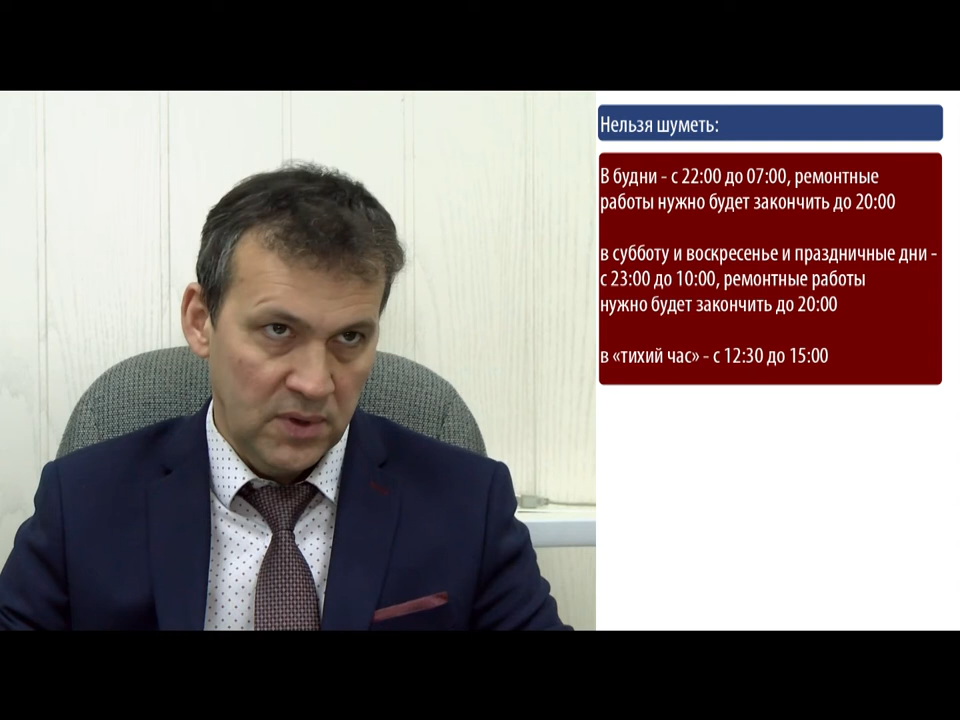 Нельзя шуметь:
В будни - с 22:00 до 07:00, ремонтные
работы нужно будет закончить до 20:00
в субботу и воскресенье и праздничные дни -
с 23:00 до 10:00, ремонтные работы
нужно будет закончить до 20:00
в «тихий час» - с 12:30 до 15:00